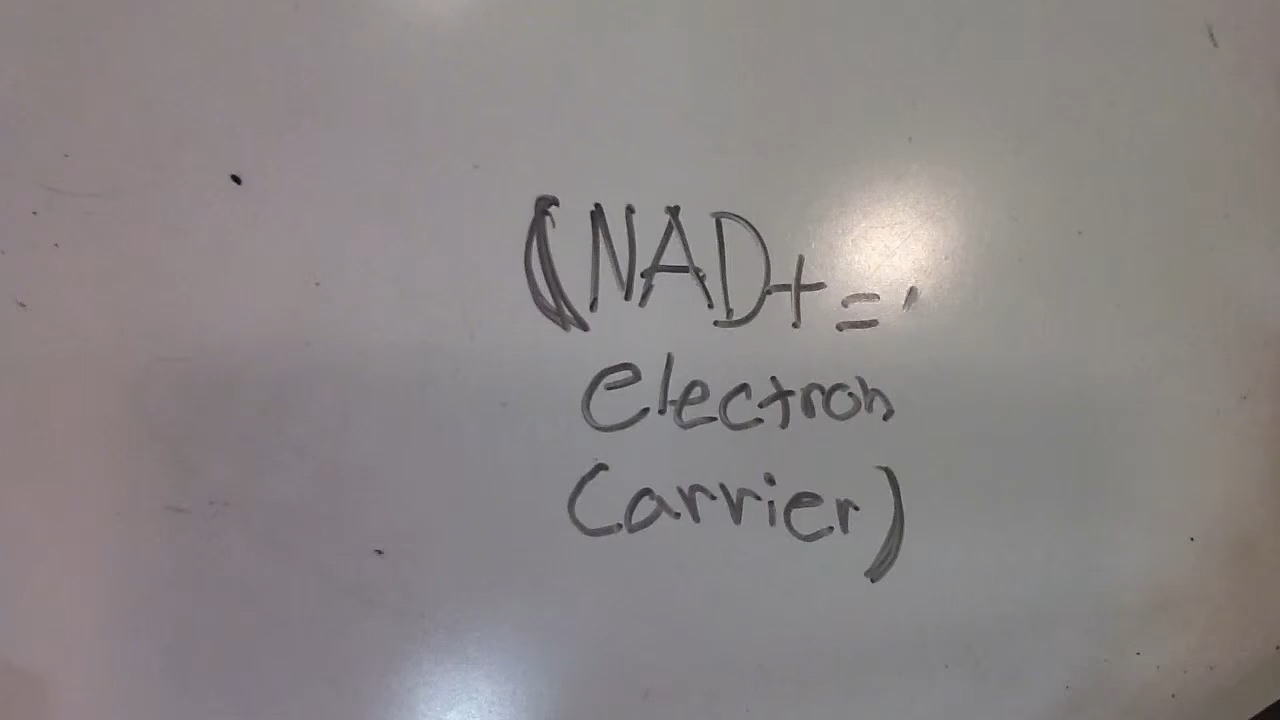 (NAD+ =
electron
carrier)